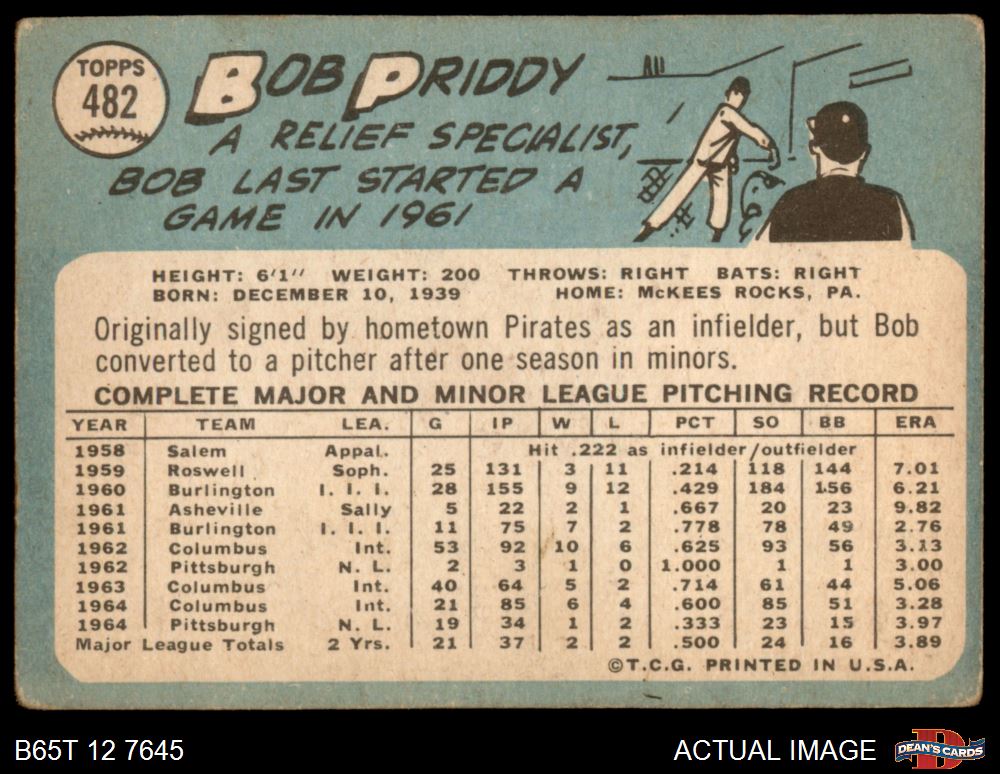 TOPPS
482
BOB PRIDDY
A RELIEF SPECIALIST,
BOB LAST STARTED A
GAME IN 1961
HEIGHT: 6'1" WEIGHT: 200 THROWS: RIGHT BATS: RIGHT
BORN: DECEMBER 10, 1939 HOME: McKEES ROCKS, PA.
Originally signed by hometown Pirates as an infielder, but Bob
converted to a pitcher after one season in minors.
COMPLETE MAJOR AND MINOR LEAGUE PITCHING RECORD
YEAR TEAM LEA. G IP W L PCT SO BB ERA
1958 Salem Appal. Hit .222 as infielder/outfielder
1959 Roswell Soph. 25 131 3 11 .214 118 144 7.01
1960 Burlington I. I. I. 28 155 9 12 .429 184 156 6.21
1961 Asheville Sally 5 22 2 1 .667 20 23 9.82
1961 Burlington I. I. I. 11 75 7 2 .778 78 49 2.76
1962 Columbus Int. 53 92 10 6 .625 93 56 3.13
1962 Pittsburgh N. L. 2 3 1 0 1.000 1 1 3.00
1963 Columbus Int. 40 64 5 2 .714 61 44 5.06
1964 Columbus Int. 21 85 6 4 .600 85 51 3.28
1964 Pittsburgh N. L. 19 34 1 2 .333 23 15 3.97
Major League Totals 2 Yrs. 21 37 2 2 .500 24 16 3.89
©T.C.G. PRINTED IN U.S.A.
B65T 12 7645
ACTUAL IMAGE
D
DEAN'S CARDS